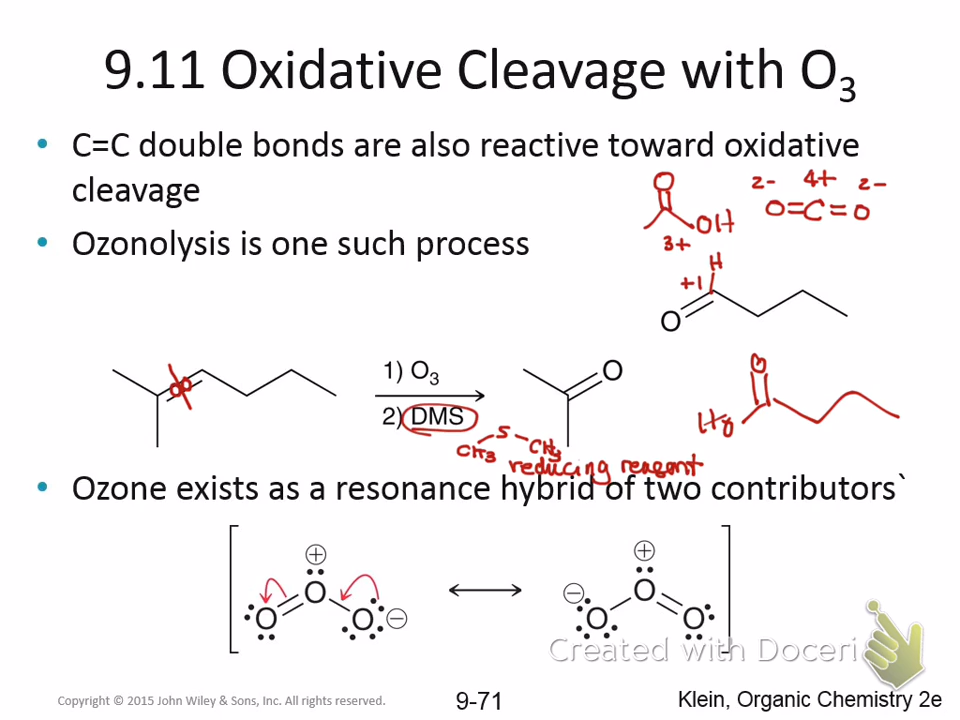 9.11 Oxidative Cleavage with O3
• C=C double bonds are also reactive toward oxidative
cleavage
• Ozonolysis is one such process
O
OH
3+
2- 4+ 2-
O=C=O
H
+1
O
1) O3
2) DMS
O
CH3 S CH3
reducing reagent
• Ozone exists as a resonance hybrid of two contributors`
+
O
O
O
−
+
−
O
O
O
Created with Doceri
Copyright © 2015 John Wiley & Sons, Inc. All rights reserved.
9-71
Klein, Organic Chemistry 2e